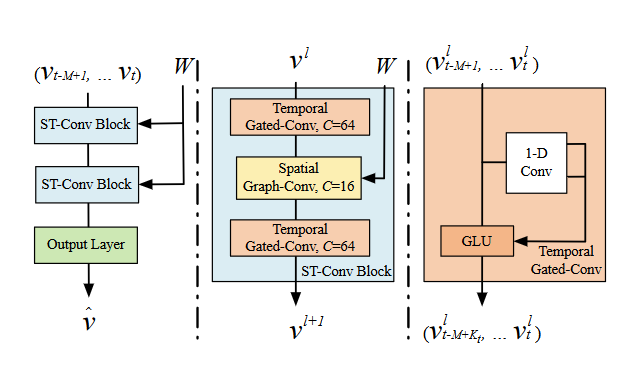 (v_{t-M+1}, ... v_t)
W
ST-Conv Block
ST-Conv Block
Output Layer
v̂
v^l
W
Temporal
Gated-Conv, C=64
Spatial
Graph-Conv, C=16
Temporal
Gated-Conv, C=64
ST-Conv Block
v^{l+1}
(v^l_{t-M+1}, ... v^l_t)
1-D
Conv
GLU
Temporal
Gated-Conv
(v^l_{t-M+K_t}, ... v^l_t)